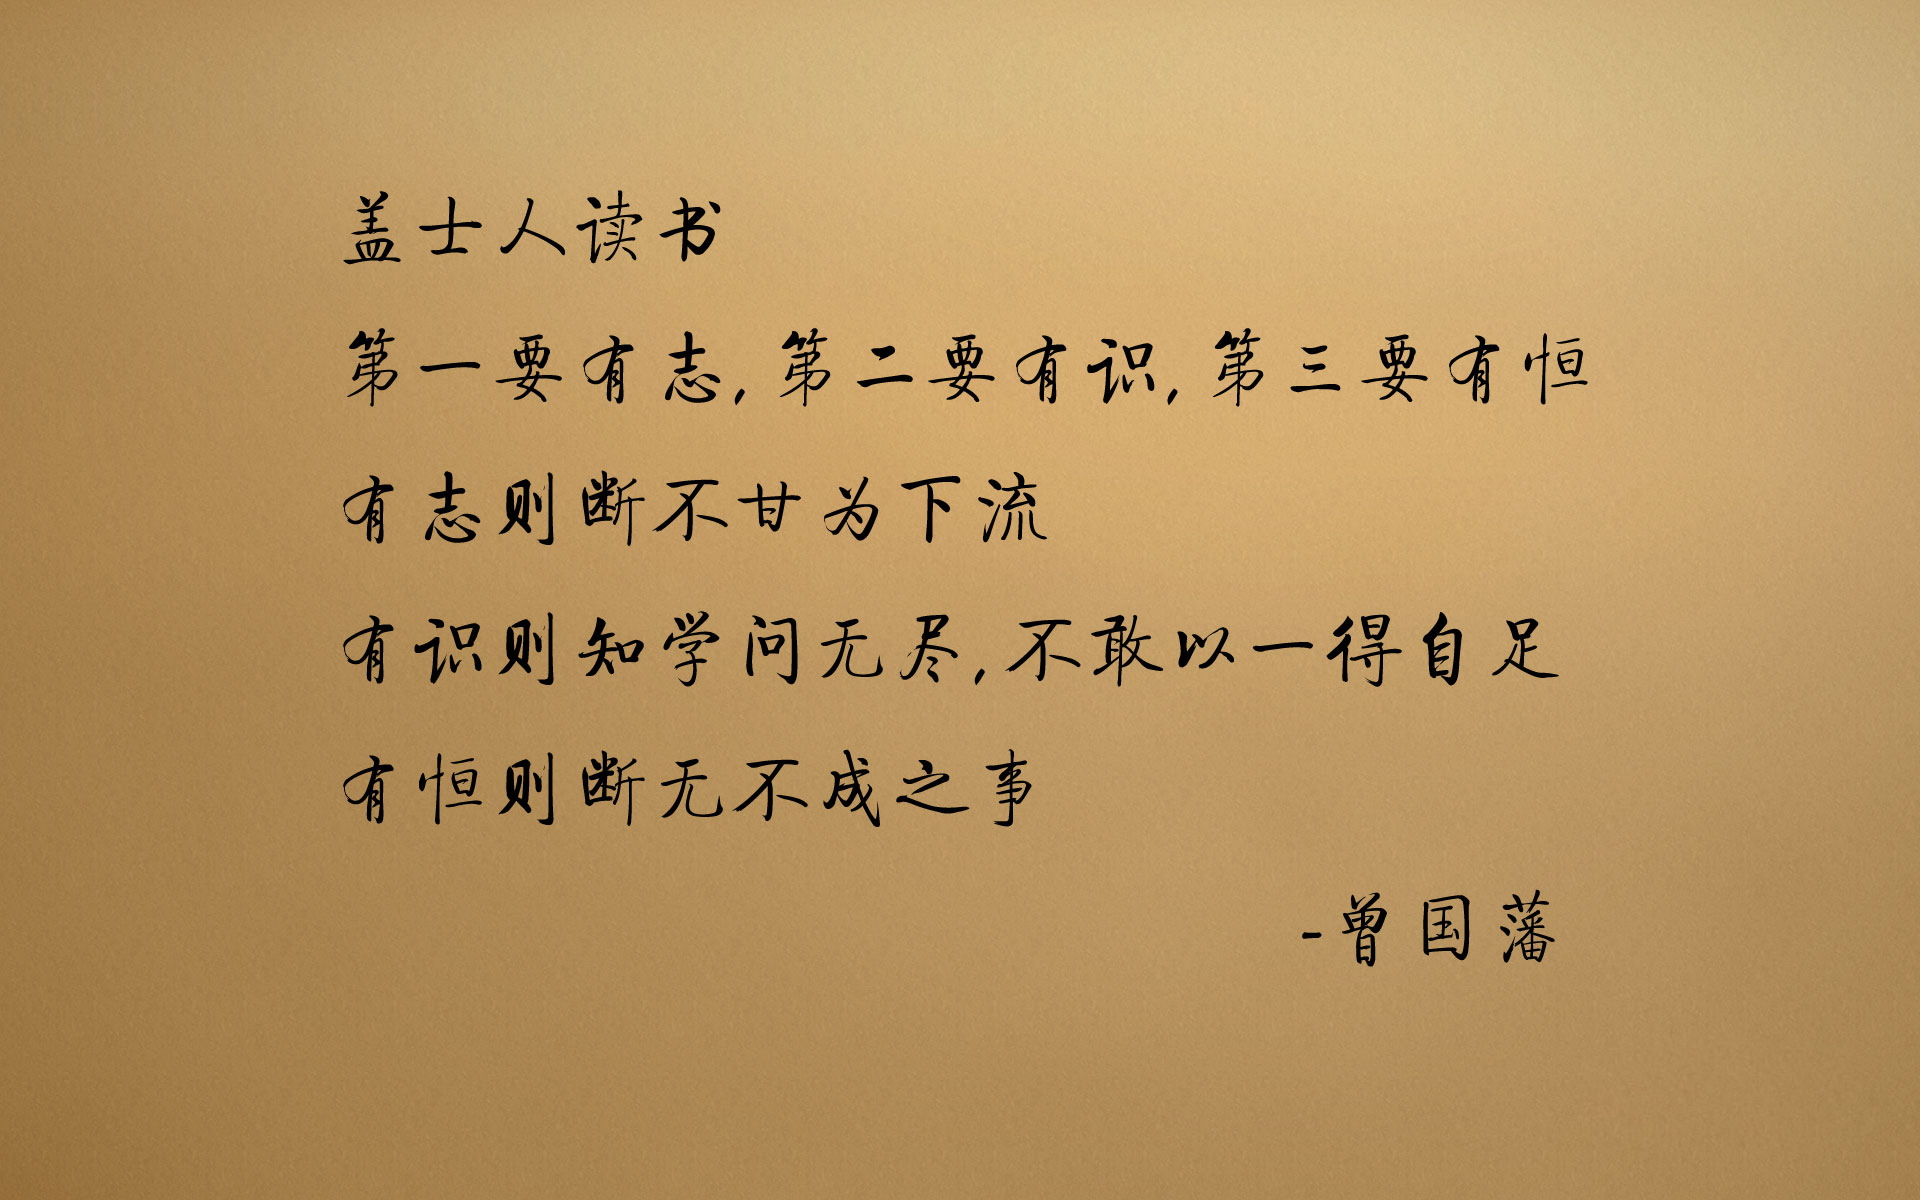 盖士人读书
第一要有志,第二要有识,第三要有恒
有志则断不甘为下流
有识则知学问无尽,不敢以一得自足
有恒则断无不成之事
-曾国藩